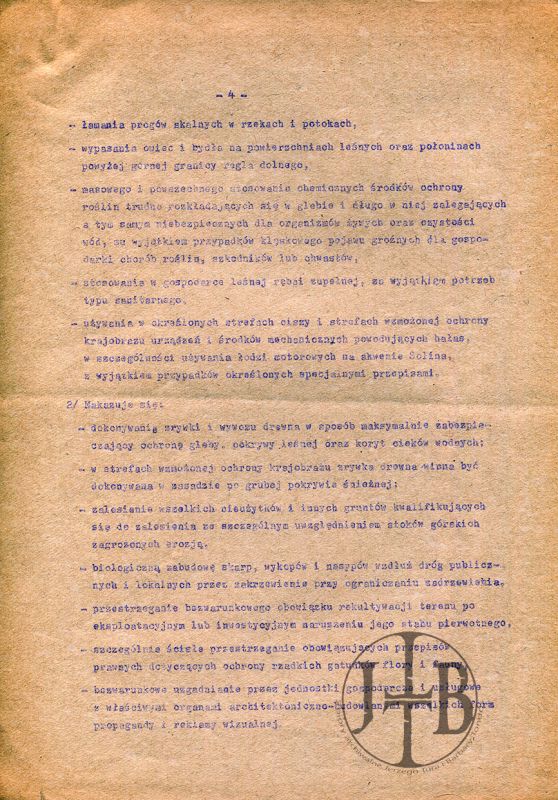 - 4 -
- łamania progów skalnych w rzekach i potokach,
- wypasania owiec i bydła na powierzchniach leśnych oraz połoninach
powyżej górnej granicy regla dolnego,
- masowego i powszechnego stosowania chemicznych środków ochrony
roślin trudno rozkładających się w glebie i długo w niej zalegających
a tym samym niebezpiecznych dla organizmów żywych oraz czystości
wód, za wyjątkiem przypadków klęskowego pojawu groźnych dla gospo-
darki chorób roślin, szkodników lub chwastów,
- stosowania w gospodarce leśnej rębni zupełnej, za wyjątkiem potrzeb
typu sanitarnego,
- używania w określonych strefach ciszy i strefach wzmożonej ochrony
krajobrazu urządzeń i środków mechanicznych powodujących hałas,
w szczególności używania łodzi motorowych na akwenie Solina,
z wyjątkiem przypadków określonych specjalnymi przepisami.
2/ Nakazuje się:
- dokonywanie zrywki i wywozu drewna w sposób maksymalnie zabezpie-
czający ochronę gleby, pokrywy leśnej oraz koryt cieków wodnych;
- w strefach wzmożonej ochrony krajobrazu zrywka drewna winna być
dokonywana w zasadzie po grubej pokrywie śnieżnej;
- zalesienie wszelkich nieużytków i innych gruntów kwalifikujących
się do zalesienia ze szczególnym uwzględnieniem stoków górskich
zagrożonych erozją,
- biologiczną zabudowę skarp, wykopów i nasypów wzdłuż dróg publicz-
nych i lokalnych przez zakrzewienie przy ograniczaniu zadrzewienia,
- przestrzeganie bezwarunkowego obowiązku rekultywacji terenu po
eksploatacyjnym lub inwestycyjnym naruszeniu jego stanu pierwotnego,
- szczególnie ścisłe przestrzeganie obowiązujących przepisów
prawnych dotyczących ochrony rzadkich gatunków flory i fauny
- bezwarunkowe uzgadnianie przez jednostki gospodarcze i usługowe
z właściwymi organami architektoniczno-budowlanymi wszelkich form
propagandy i reklamy wizualnej.
J B